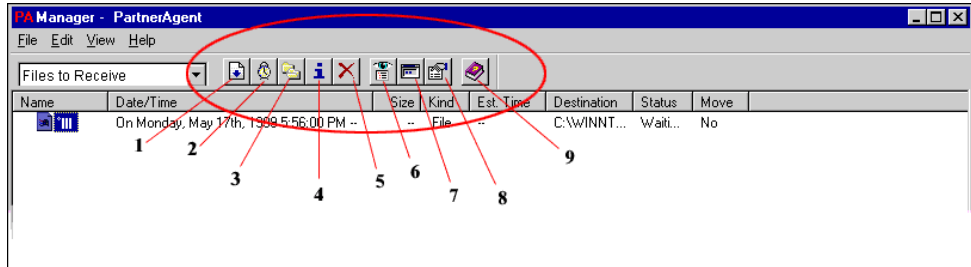 PA Manager - PartnerAgent
File Edit View Help
Files to Receive
Name Date/Time Size Kind Est. Time Destination Status Move
On Monday, May 17th, 1999 5:56:00 PM -- -- File -- C:\WINNT... Waiti... No
1 2 3 4 5 6 7 8 9